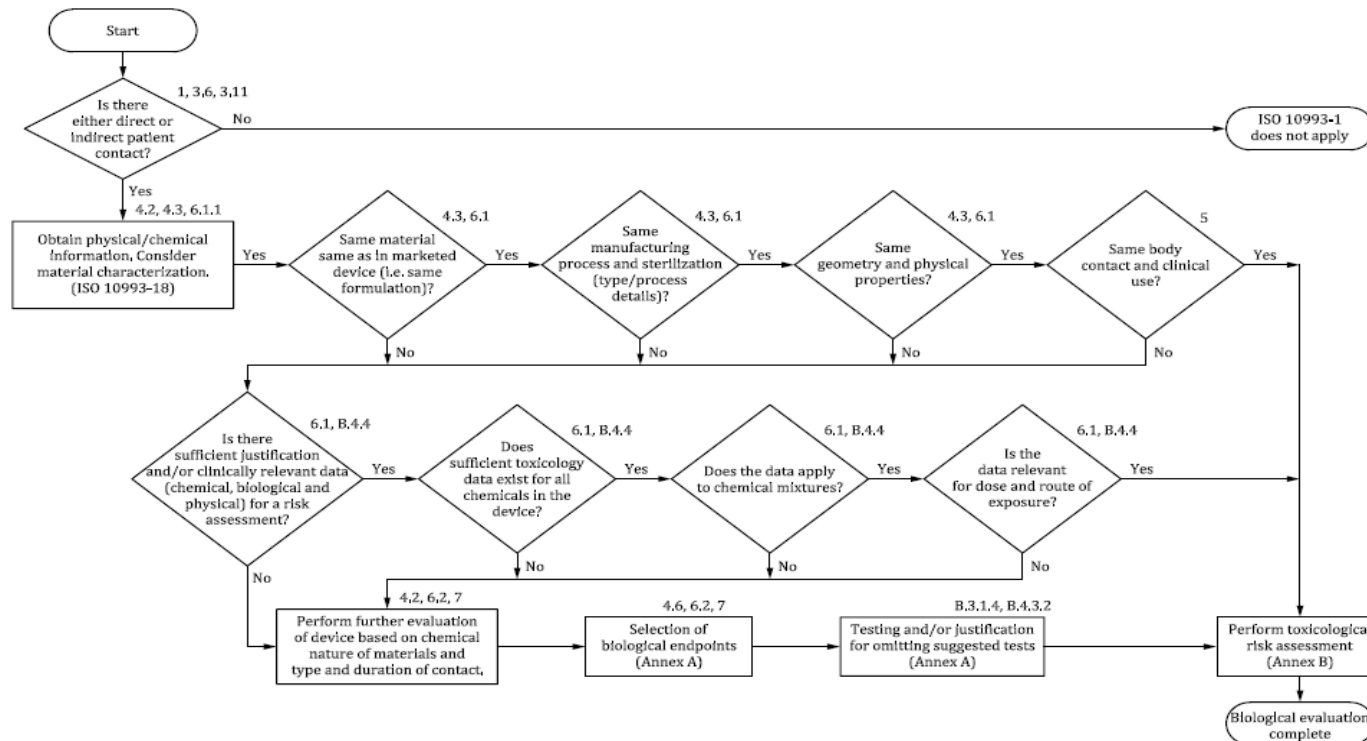 Start
1, 3,6, 3,11
Is there
either direct or
indirect patient
contact?
No
ISO 10993-1
does not apply
Yes
4.2, 4.3, 6.1.1
Obtain physical/chemical
information, Consider
material characterization.
(ISO 10993-18)
Yes
4.3, 6.1
Same material
same as in marketed
device (i.e. same
formulation)?
Yes
4.3, 6.1
Same
manufacturing
process and sterilization
(type/process
details)?
Yes
4.3, 6.1
Same
geometry and physical
properties?
Yes
5
Same body
contact and clinical
use?
Yes
No
No
No
No
6.1, B.4.4
Is there
sufficient justification
and/or clinically relevant data
(chemical, biological and
physical) for a risk
assessment?
Yes
6.1, B.4.4
Does
sufficient toxicology
data exist for all
chemicals in the
device?
Yes
6.1, B.4.4
Does the data apply
to chemical mixtures?
Yes
6.1, B.4.4
Is the
data relevant
for dose and route of
exposure?
Yes
No
No
No
No
4,2, 6,2, 7
Perform further evaluation
of device based on chemical
nature of materials and
type and duration of contact,
4.6, 6.2, 7
Selection of
biological endpoints
(Annex A)
B.3.1.4, B.4.3.2
Testing and/or justification
for omitting suggested tests
(Annex A)
Perform toxicological
risk assessment
(Annex B)
Biological evaluation
complete